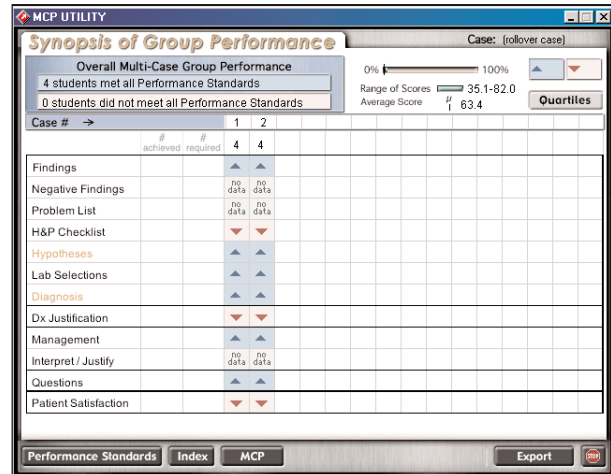 MCP UTILITY
Synopsis of Group Performance
Case: (rollover case)
Overall Multi-Case Group Performance
4 students met all Performance Standards
0 students did not meet all Performance Standards
0% 100%
Range of Scores 35.1-82.0
Average Score μ 63.4
Quartiles
Case # → 1 2
# achieved # required 4 4
Findings
Negative Findings no data no data
Problem List no data no data
H&P Checklist
Hypotheses
Lab Selections
Diagnosis
Dx Justification
Management
Interpret / Justify no data no data
Questions
Patient Satisfaction
Performance Standards Index MCP Export STOP